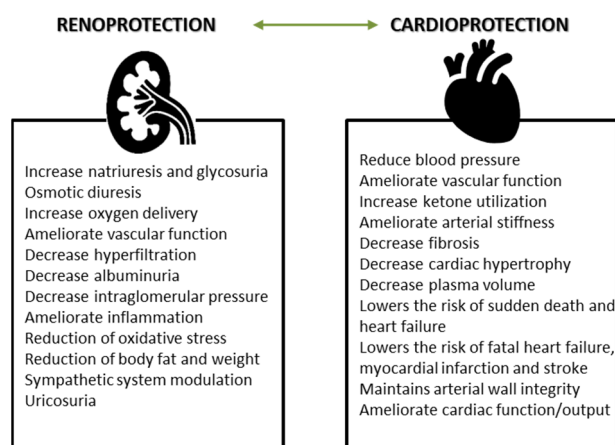 RENOPROTECTION
CARDIOPROTECTION
Increase natriuresis and glycosuria
Osmotic diuresis
Increase oxygen delivery
Ameliorate vascular function
Decrease hyperfiltration
Decrease albuminuria
Decrease intraglomerular pressure
Ameliorate inflammation
Reduction of oxidative stress
Reduction of body fat and weight
Sympathetic system modulation
Uricosuria
Reduce blood pressure
Ameliorate vascular function
Increase ketone utilization
Ameliorate arterial stiffness
Decrease fibrosis
Decrease cardiac hypertrophy
Decrease plasma volume
Lowers the risk of sudden death and
heart failure
Lowers the risk of fatal heart failure,
myocardial infarction and stroke
Maintains arterial wall integrity
Ameliorate cardiac function/output